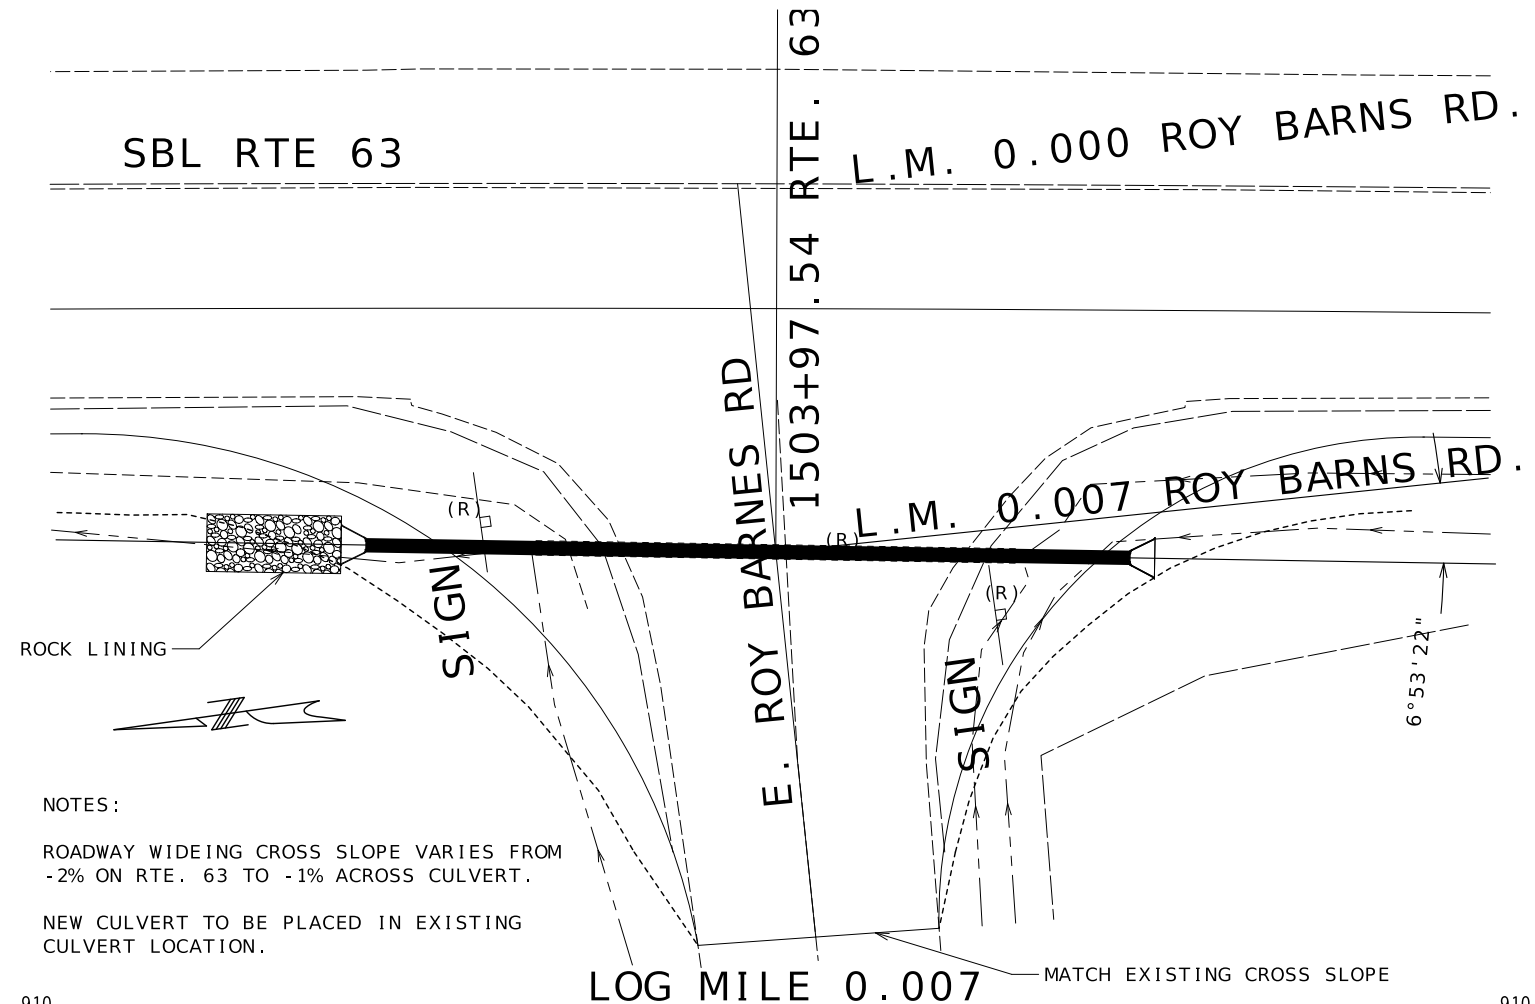 SBL RTE 63
L.M. 0.000 ROY BARNS RD.
1503+97.54 RTE. 63
E. ROY BARNES RD
L.M. 0.007 ROY BARNS RD.
(R)
(R)
(R)
SIGN
SIGN
ROCK LINING
6°53'22"
NOTES:
ROADWAY WIDEING CROSS SLOPE VARIES FROM
-2% ON RTE. 63 TO -1% ACROSS CULVERT.
NEW CULVERT TO BE PLACED IN EXISTING
CULVERT LOCATION.
MATCH EXISTING CROSS SLOPE
LOG MILE 0.007
910
910